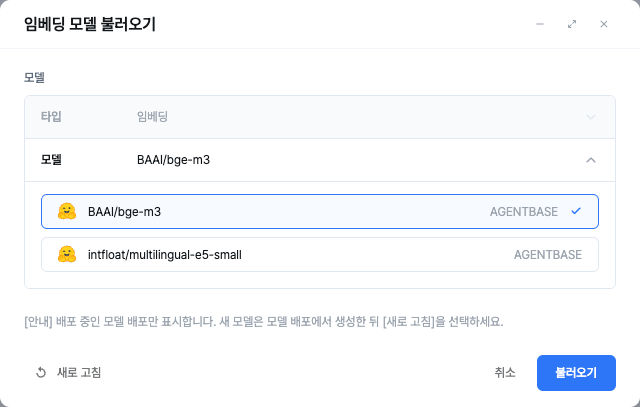 임베딩 모델 불러오기
모델
타입 임베딩
모델 BAAI/bge-m3
BAAI/bge-m3 AGENTBASE
intfloat/multilingual-e5-small AGENTBASE
[안내] 배포 중인 모델 배포만 표시합니다. 새 모델은 모델 배포에서 생성한 뒤 [새로 고침]을 선택하세요.
새로 고침 취소 불러오기